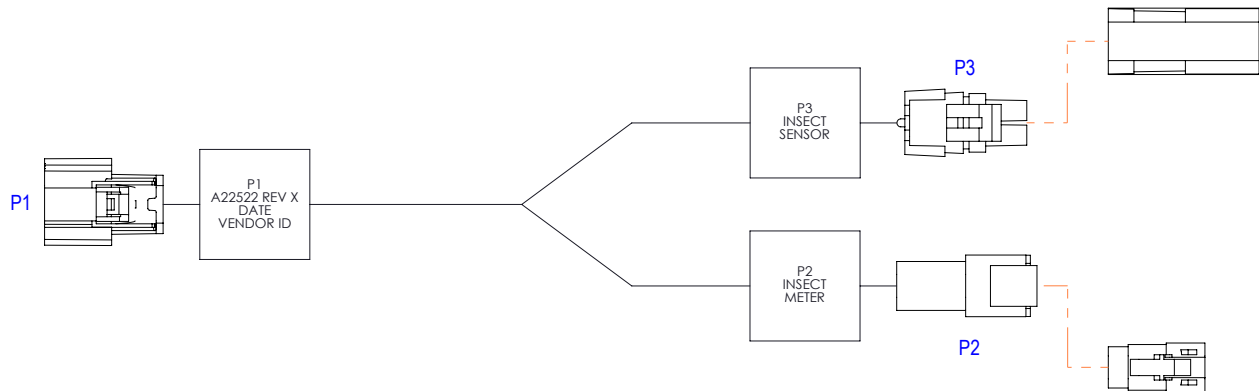 P1
P1
A22522 REV X
DATE
VENDOR ID
P3
INSECT
SENSOR
P3
P2
INSECT
METER
P2